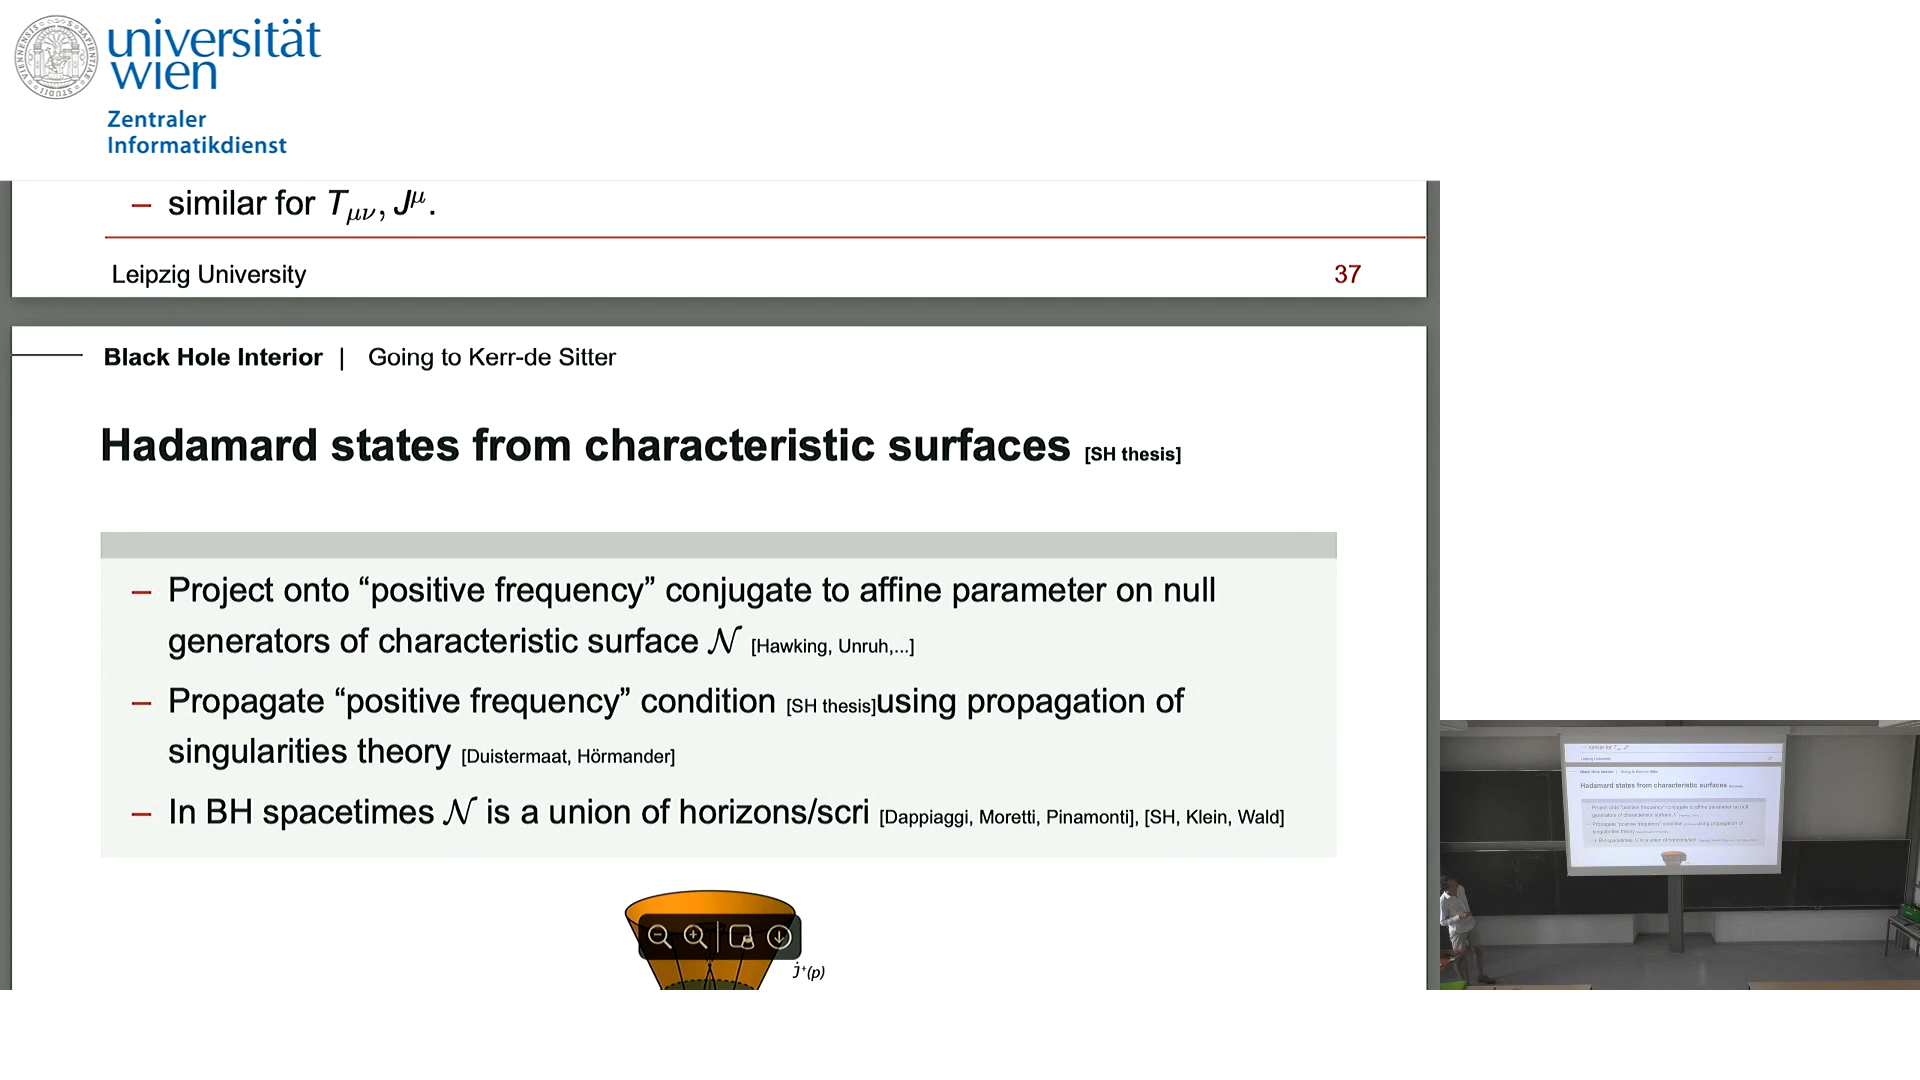 universität
wien
Zentraler
Informatikdienst
– similar for T_{μν}, J^μ.
Leipzig University
37
Black Hole Interior | Going to Kerr-de Sitter
Hadamard states from characteristic surfaces [SH thesis]
– Project onto “positive frequency” conjugate to affine parameter on null
generators of characteristic surface 𝒩 [Hawking, Unruh,...]
– Propagate “positive frequency” condition [SH thesis]using propagation of
singularities theory [Duistermaat, Hörmander]
– In BH spacetimes 𝒩 is a union of horizons/scri [Dappiaggi, Moretti, Pinamonti], [SH, Klein, Wald]
J̇⁺(p)